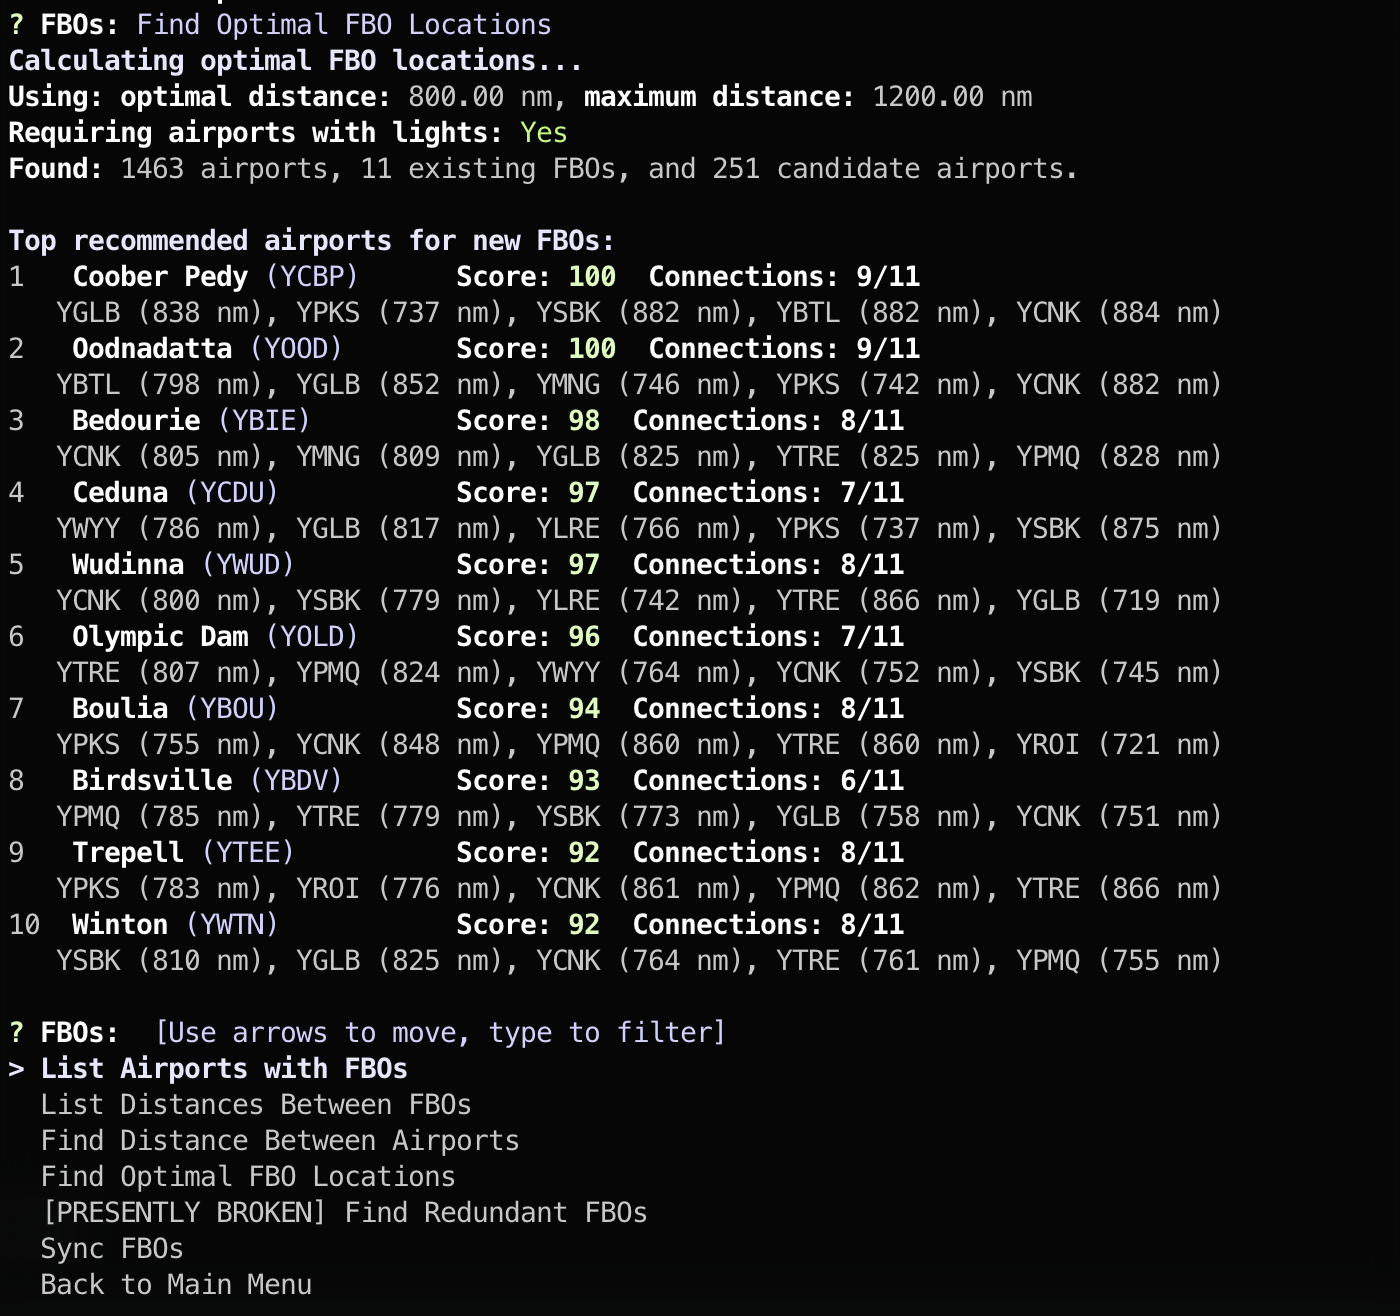 ? FBOs: Find Optimal FBO Locations
Calculating optimal FBO locations...
Using: optimal distance: 800.00 nm, maximum distance: 1200.00 nm
Requiring airports with lights: Yes
Found: 1463 airports, 11 existing FBOs, and 251 candidate airports.
Top recommended airports for new FBOs:
1 Coober Pedy (YCBP) Score: 100 Connections: 9/11
YGLB (838 nm), YPKS (737 nm), YSBK (882 nm), YBTL (882 nm), YCNK (884 nm)
2 Oodnadatta (YOOD) Score: 100 Connections: 9/11
YBTL (798 nm), YGLB (852 nm), YMNG (746 nm), YPKS (742 nm), YCNK (882 nm)
3 Bedourie (YBIE) Score: 98 Connections: 8/11
YCNK (805 nm), YMNG (809 nm), YGLB (825 nm), YTRE (825 nm), YPMQ (828 nm)
4 Ceduna (YCDU) Score: 97 Connections: 7/11
YWYY (786 nm), YGLB (817 nm), YLRE (766 nm), YPKS (737 nm), YSBK (875 nm)
5 Wudinna (YWUD) Score: 97 Connections: 8/11
YCNK (800 nm), YSBK (779 nm), YLRE (742 nm), YTRE (866 nm), YGLB (719 nm)
6 Olympic Dam (YOLD) Score: 96 Connections: 7/11
YTRE (807 nm), YPMQ (824 nm), YWYY (764 nm), YCNK (752 nm), YSBK (745 nm)
7 Boulia (YBOU) Score: 94 Connections: 8/11
YPKS (755 nm), YCNK (848 nm), YPMQ (860 nm), YTRE (860 nm), YROI (721 nm)
8 Birdsville (YBDV) Score: 93 Connections: 6/11
YPMQ (785 nm), YTRE (779 nm), YSBK (773 nm), YGLB (758 nm), YCNK (751 nm)
9 Trepell (YTEE) Score: 92 Connections: 8/11
YPKS (783 nm), YROI (776 nm), YCNK (861 nm), YPMQ (862 nm), YTRE (866 nm)
10 Winton (YWTN) Score: 92 Connections: 8/11
YSBK (810 nm), YGLB (825 nm), YCNK (764 nm), YTRE (761 nm), YPMQ (755 nm)
? FBOs: [Use arrows to move, type to filter]
> List Airports with FBOs
List Distances Between FBOs
Find Distance Between Airports
Find Optimal FBO Locations
[PRESENTLY BROKEN] Find Redundant FBOs
Sync FBOs
Back to Main Menu